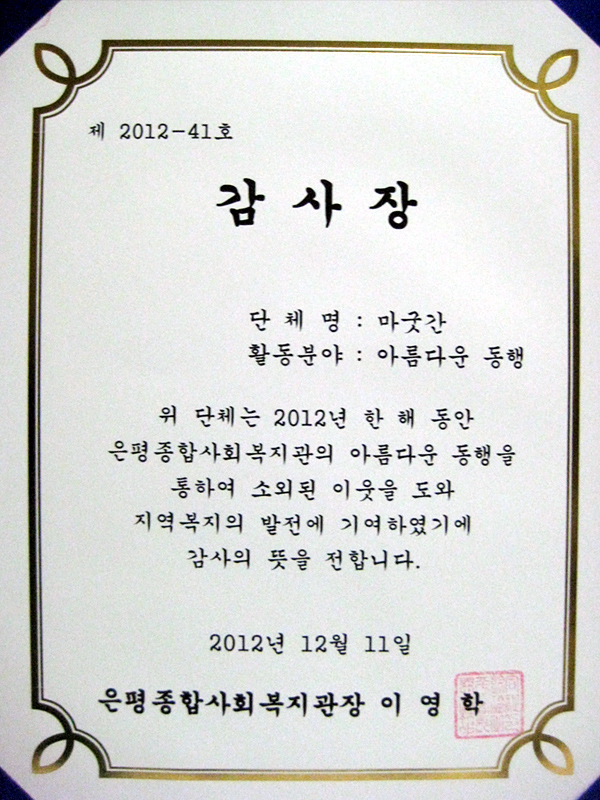 제 2012-41호
감 사 장
단 체 명 : 마굿간
활동분야 : 아름다운 동행
위 단체는 2012년 한 해 동안
은평종합사회복지관의 아름다운 동행을
통하여 소외된 이웃을 도와
지역복지의 발전에 기여하였기에
감사의 뜻을 전합니다.
2012년 12월 11일
은평종합사회복지관장 이 영 학